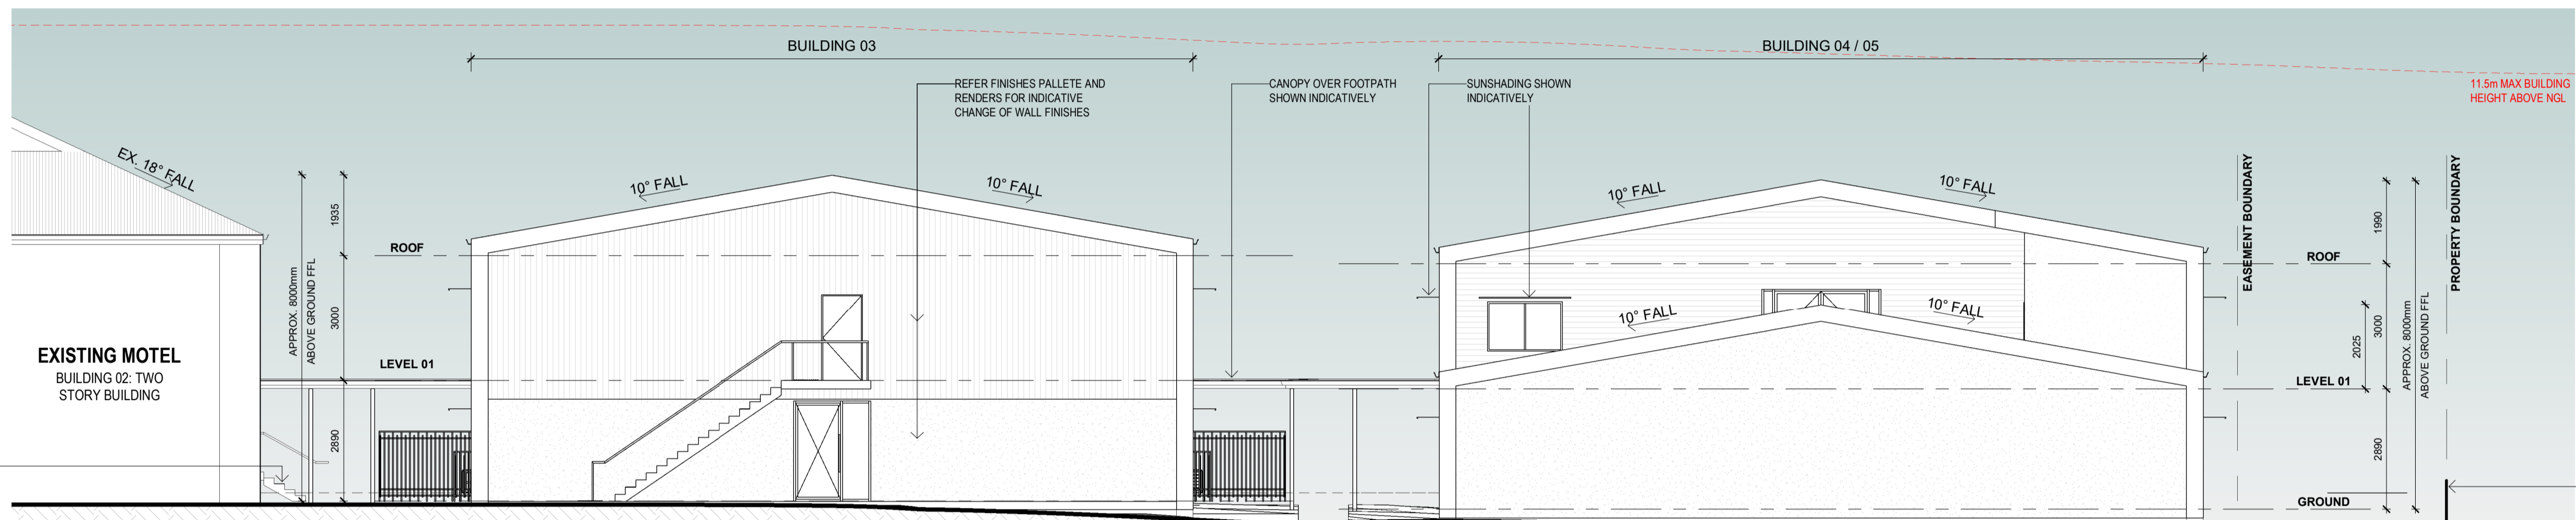 BUILDING 03
BUILDING 04 / 05
REFER FINISHES PALLETE AND
RENDERS FOR INDICATIVE
CHANGE OF WALL FINISHES
CANOPY OVER FOOTPATH
SHOWN INDICATIVELY
SUNSHADING SHOWN
INDICATIVELY
11.5m MAX BUILDING
HEIGHT ABOVE NGL
EX. 18° FALL
10° FALL
10° FALL
10° FALL
10° FALL
10° FALL
10° FALL
EXISTING MOTEL
BUILDING 02: TWO
STORY BUILDING
APPROX. 8000mm
ABOVE GROUND FFL
1935
3000
2890
ROOF
LEVEL 01
EASEMENT BOUNDARY
ROOF
LEVEL 01
GROUND
2025
1990
3000
2890
APPROX. 8000mm
ABOVE GROUND FFL
PROPERTY BOUNDARY